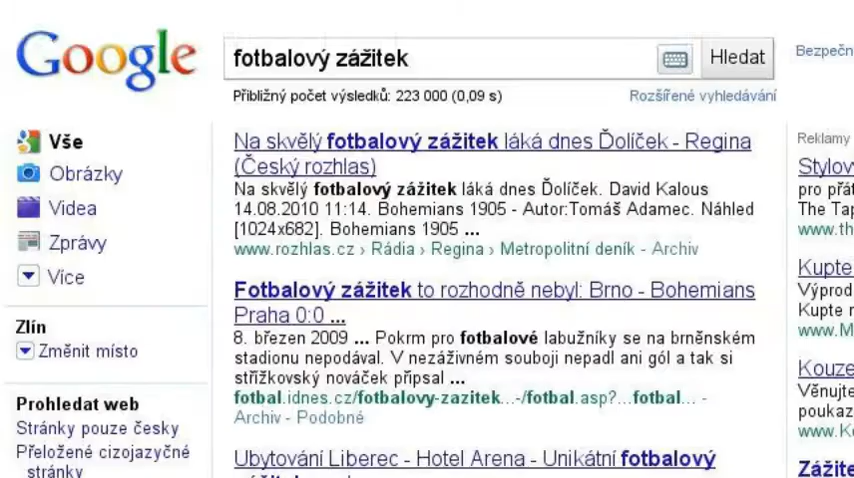 Google
fotbalový zážitek
Hledat
Bezpečn
Přibližný počet výsledků: 223 000 (0,09 s)
Rozšířené vyhledávání
Vše
Obrázky
Videa
Zprávy
Více
Zlín
Změnit místo
Prohledat web
Stránky pouze česky
Přeložené cizojazyčné
stránky
Na skvělý fotbalový zážitek láká dnes Ďolíček - Regina
(Český rozhlas)
Na skvělý fotbalový zážitek láká dnes Ďolíček. David Kalous
14.08.2010 11:14. Bohemians 1905 - Autor:Tomáš Adamec. Náhled
[1024x682]. Bohemians 1905 ...
www.rozhlas.cz › Rádia › Regina › Metropolitní deník - Archiv
Fotbalový zážitek to rozhodně nebyl: Brno - Bohemians
Praha 0:0 ...
8. březen 2009 ... Pokrm pro fotbalové labužníky se na brněnském
stadionu nepodával. V nezáživném souboji nepadl ani gól a tak si
střížkovský nováček připsal ...
fotbal.idnes.cz/fotbalovy-zazitek...-/fotbal.asp?...fotbal... -
Archiv - Podobné
Ubytování Liberec - Hotel Arena - Unikátní fotbalový
Reklamy
Stylov
pro přát
The Tap
www.th
Kupte
Výprod
Kupte n
www.M
Kouze
Věnujte
poukaz
www.Ko
Zážite